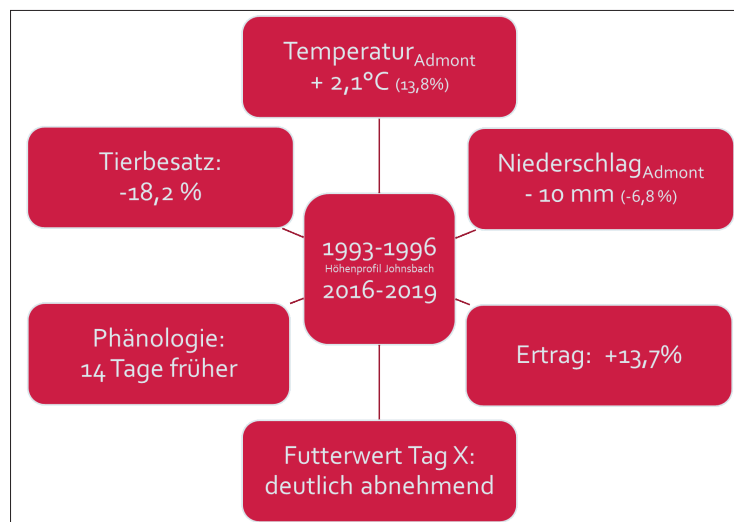 Temperatur Admont
+ 2,1°C (13,8%)
Tierbesatz:
-18,2 %
Niederschlag Admont
- 10 mm (-6,8 %)
1993-1996
Höhenprofil Johnsbach
2016-2019
Phänologie:
14 Tage früher
Ertrag: +13,7%
Futterwert Tag X:
deutlich abnehmend